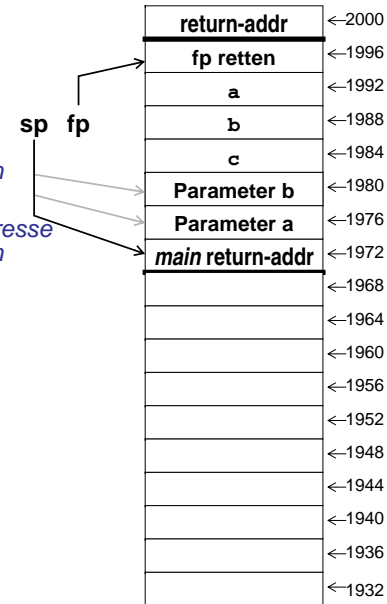 return-addr
←2000
fp retten
←1996
a
←1992
sp fp
b
←1988
c
←1984
n
Parameter b
←1980
Parameter a
←1976
resse
main return-addr
←1972
n
←1968
←1964
←1960
←1956
←1952
←1948
←1944
←1940
←1936
←1932